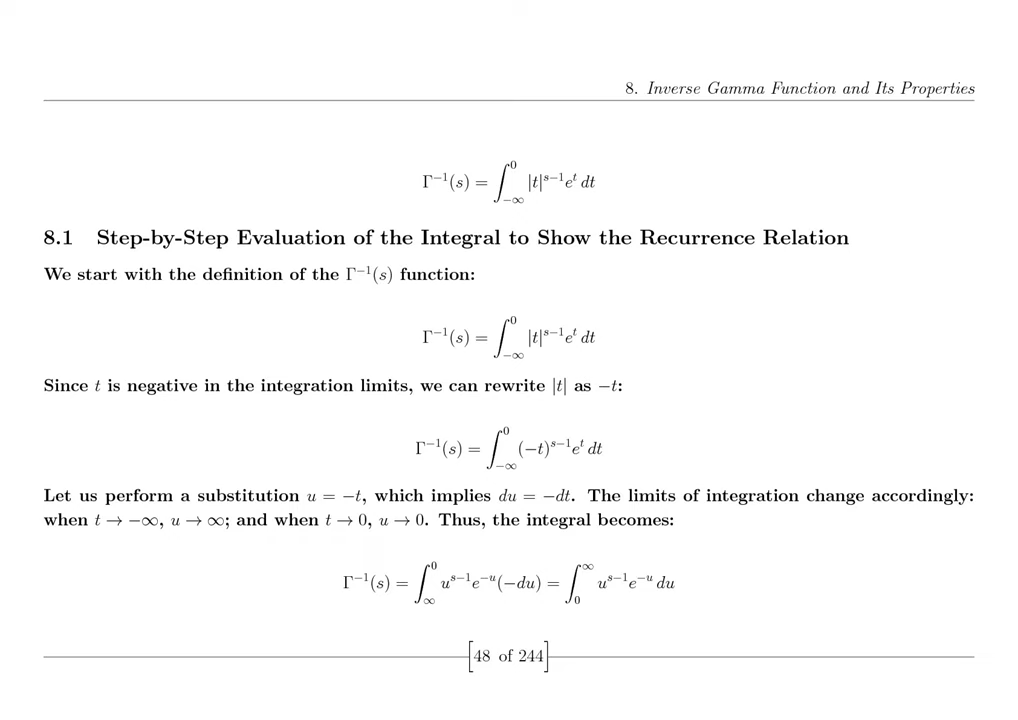 8. Inverse Gamma Function and Its Properties
Γ⁻¹(s) = ∫_{−∞}^{0} |t|^{s−1} e^t dt
8.1 Step-by-Step Evaluation of the Integral to Show the Recurrence Relation
We start with the definition of the Γ⁻¹(s) function:
Γ⁻¹(s) = ∫_{−∞}^{0} |t|^{s−1} e^t dt
Since t is negative in the integration limits, we can rewrite |t| as −t:
Γ⁻¹(s) = ∫_{−∞}^{0} (−t)^{s−1} e^t dt
Let us perform a substitution u = −t, which implies du = −dt. The limits of integration change accordingly:
when t → −∞, u → ∞; and when t → 0, u → 0. Thus, the integral becomes:
Γ⁻¹(s) = ∫_{∞}^{0} u^{s−1} e^{−u} (−du) = ∫_{0}^{∞} u^{s−1} e^{−u} du
[48 of 244]